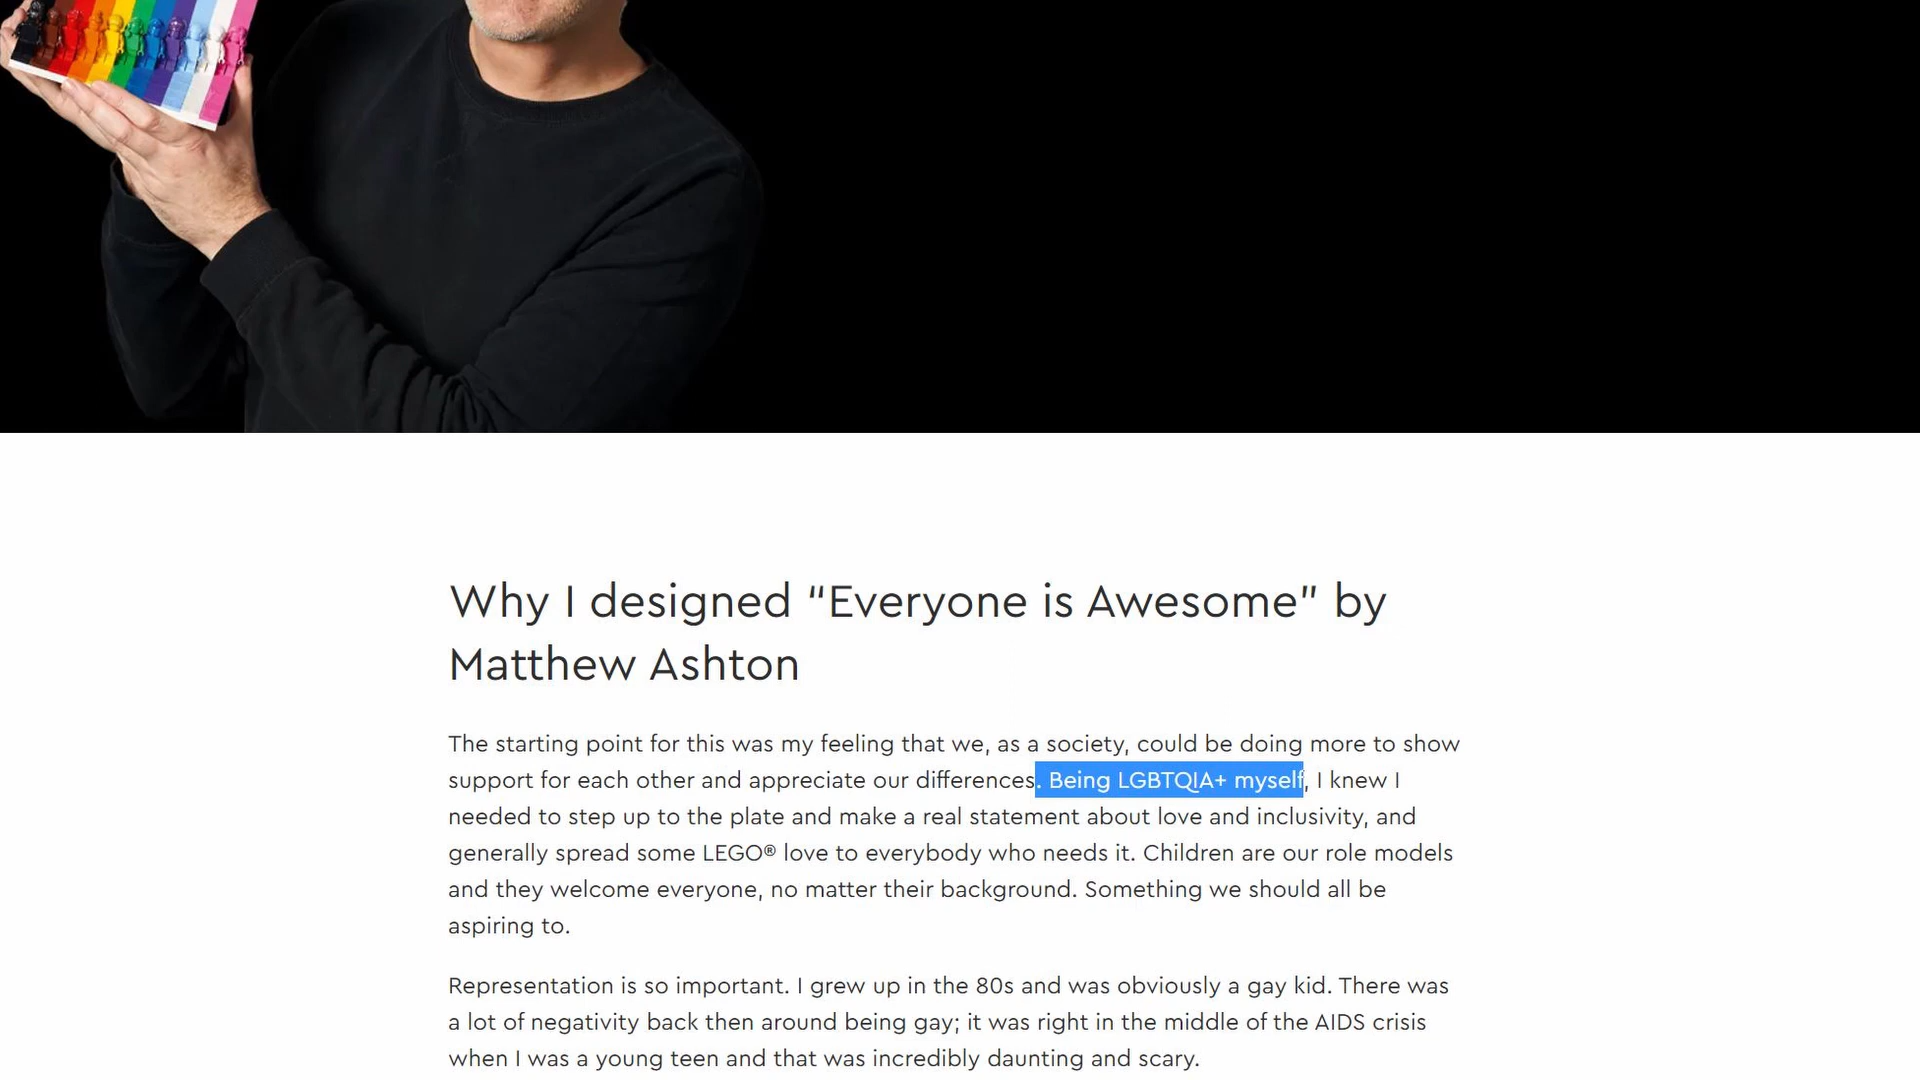 Why I designed “Everyone is Awesome” by
Matthew Ashton
The starting point for this was my feeling that we, as a society, could be doing more to show
support for each other and appreciate our differences. Being LGBTQIA+ myself, I knew I
needed to step up to the plate and make a real statement about love and inclusivity, and
generally spread some LEGO® love to everybody who needs it. Children are our role models
and they welcome everyone, no matter their background. Something we should all be
aspiring to.
Representation is so important. I grew up in the 80s and was obviously a gay kid. There was
a lot of negativity back then around being gay; it was right in the middle of the AIDS crisis
when I was a young teen and that was incredibly daunting and scary.